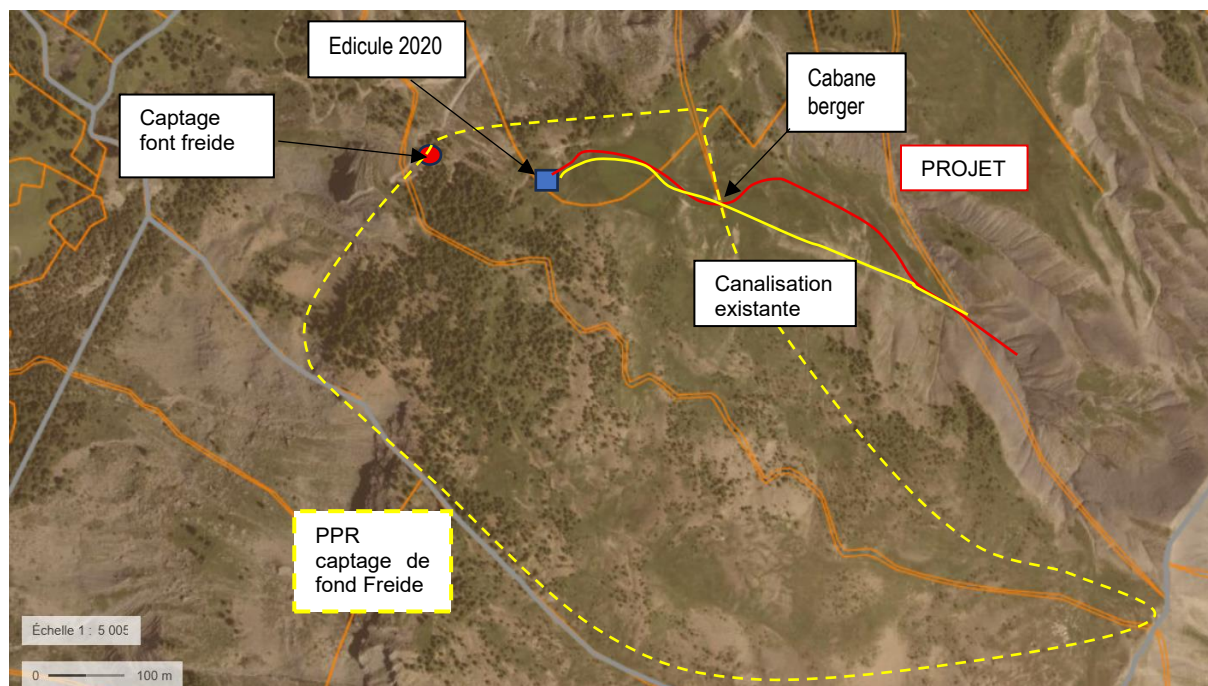 Edicule 2020
Cabane
berger
Captage
font freide
PROJET
Canalisation
existante
PPR
captage de
fond Freide
Échelle 1 : 5 005
0 100 m